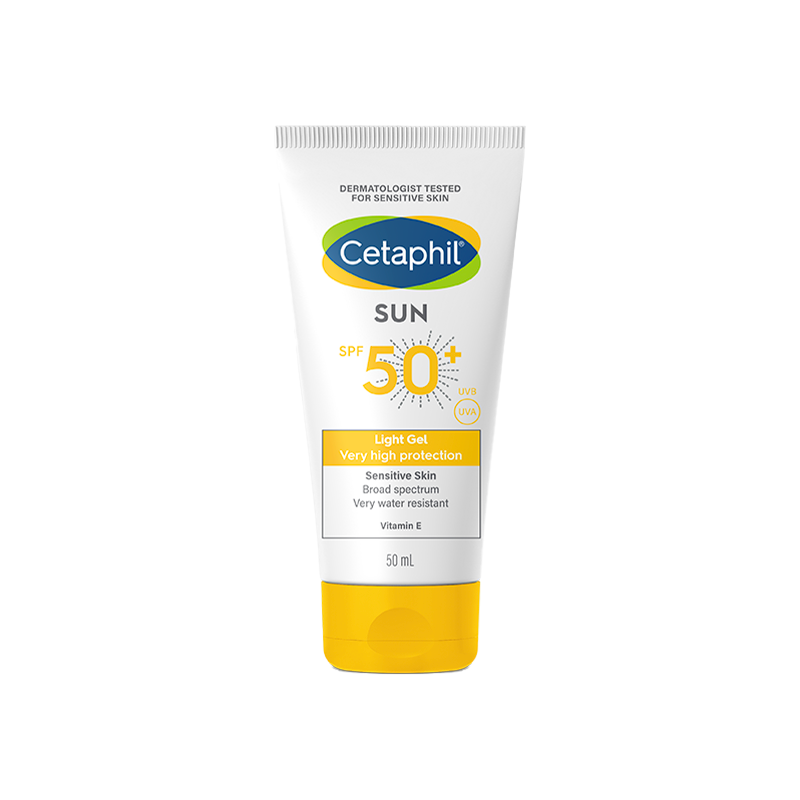 DERMATOLOGIST TESTED
FOR SENSITIVE SKIN
Cetaphil®
SUN
SPF 50+
UVB
UVA
Light Gel
Very high protection
Sensitive Skin
Broad spectrum
Very water resistant
Vitamin E
50 mL